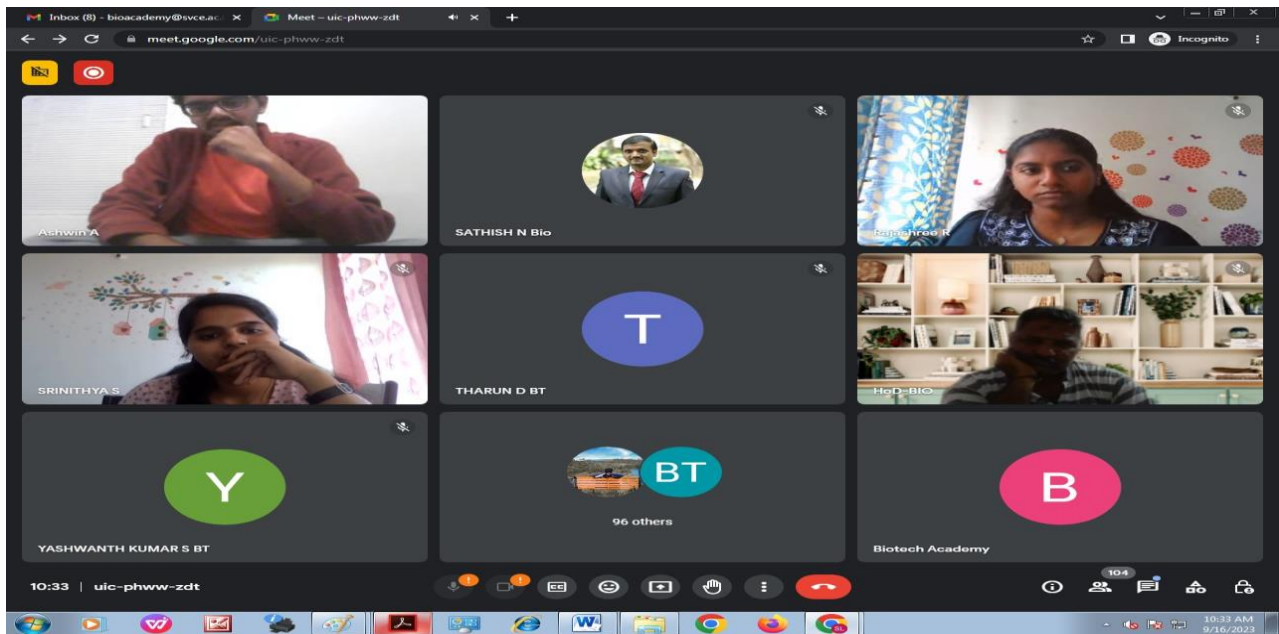 Inbox (8) - bioacademy@svce.ac.
Meet – uic-phww-zdt
meet.google.com/uic-phww-zdt
Incognito
Ashwin A
SATHISH N Bio
Rajashree R
SRINITHYA S
T
THARUN D BT
HoD-BIO
Y
YASHWANTH KUMAR S BT
BT
96 others
B
Biotech Academy
10:33 | uic-phww-zdt
CC
104
10:33 AM
9/16/2023